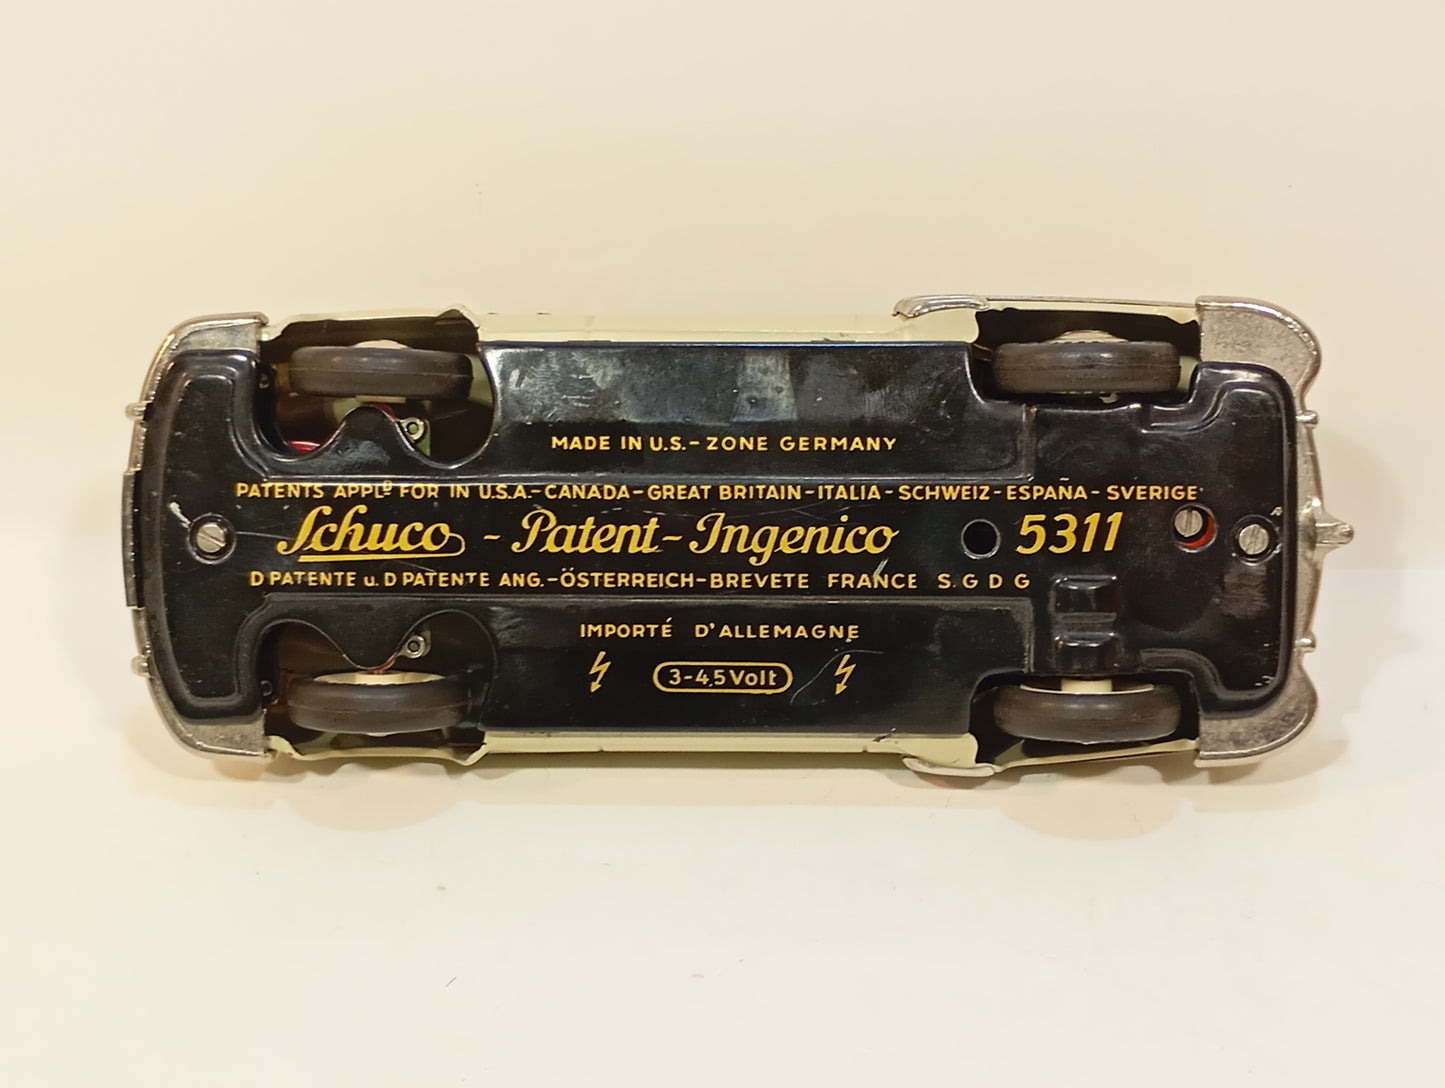 MADE IN U.S.-ZONE GERMANY
PATENTS APPLᴰ FOR IN U.S.A.-CANADA-GREAT BRITAIN-ITALIA-SCHWEIZ-ESPAÑA-SVERIGE
Schuco - Patent-Ingenico 5311
D PATENTE u. D PATENTE ANG.-ÖSTERREICH-BREVETE FRANCE S.G D G
IMPORTÉ D'ALLEMAGNE
3-4,5 Volt